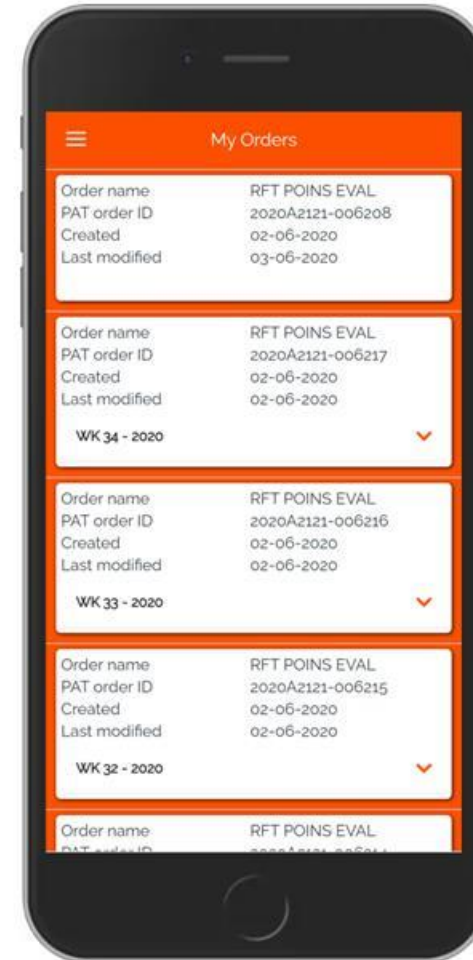 My Orders
Order name RFT POINS EVAL
PAT order ID 2020A2121-006208
Created 02-06-2020
Last modified 03-06-2020
Order name RFT POINS EVAL
PAT order ID 2020A2121-006217
Created 02-06-2020
Last modified 02-06-2020
WK 34 - 2020
Order name RFT POINS EVAL
PAT order ID 2020A2121-006216
Created 02-06-2020
Last modified 02-06-2020
WK 33 - 2020
Order name RFT POINS EVAL
PAT order ID 2020A2121-006215
Created 02-06-2020
Last modified 02-06-2020
WK 32 - 2020
Order name RFT POINS EVAL
PAT order ID